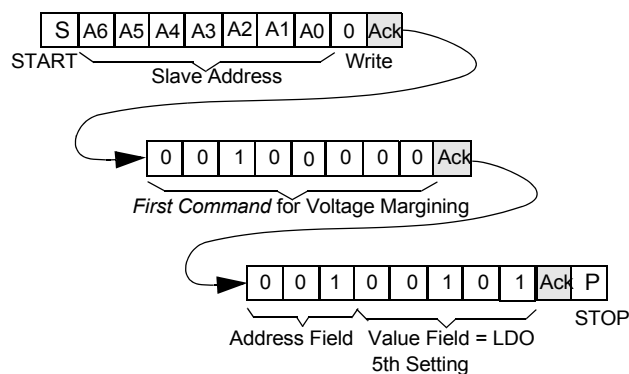 S A6 A5 A4 A3 A2 A1 A0 0 Ack
START Slave Address Write
0 0 1 0 0 0 0 0 Ack
First Command for Voltage Margining
0 0 1 0 0 1 0 1 Ack P
STOP
Address Field Value Field = LDO
5th Setting